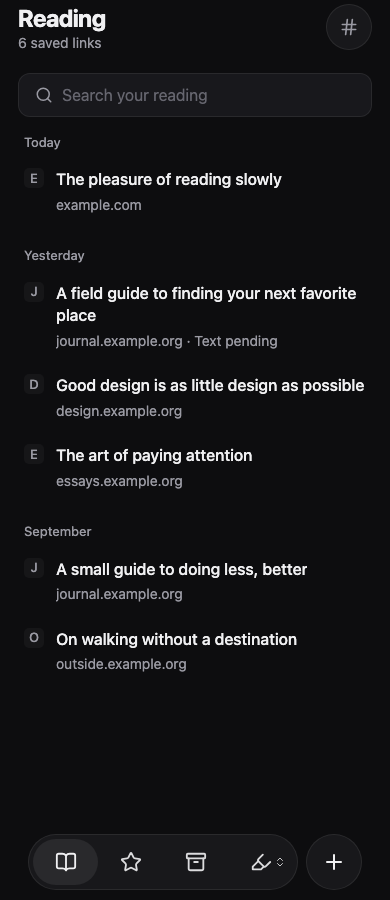 Reading
6 saved links
#
Search your reading
Today
E
The pleasure of reading slowly
example.com
Yesterday
J
A field guide to finding your next favorite
place
journal.example.org · Text pending
D
Good design is as little design as possible
design.example.org
E
The art of paying attention
essays.example.org
September
J
A small guide to doing less, better
journal.example.org
O
On walking without a destination
outside.example.org